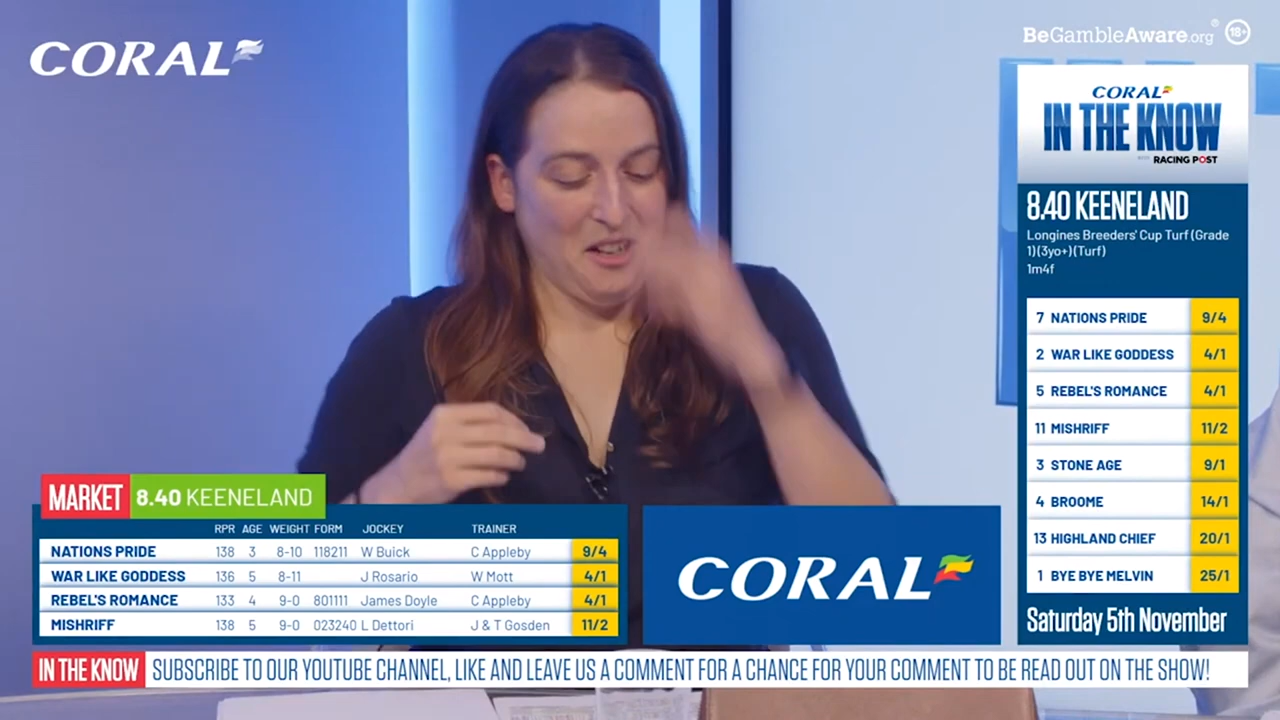 CORAL
BeGambleAware.org® 18+
CORAL
IN THE KNOW
WITH RACING POST
8.40 KEENELAND
Longines Breeders' Cup Turf (Grade
1)(3yo+)(Turf)
1m4f
7 NATIONS PRIDE 9/4
2 WAR LIKE GODDESS 4/1
5 REBEL'S ROMANCE 4/1
11 MISHRIFF 11/2
3 STONE AGE 9/1
4 BROOME 14/1
13 HIGHLAND CHIEF 20/1
1 BYE BYE MELVIN 25/1
Saturday 5th November
MARKET 8.40 KEENELAND
RPR AGE WEIGHT FORM JOCKEY TRAINER
NATIONS PRIDE 138 3 8-10 118211 W Buick C Appleby 9/4
WAR LIKE GODDESS 136 5 8-11 J Rosario W Mott 4/1
REBEL'S ROMANCE 133 4 9-0 801111 James Doyle C Appleby 4/1
MISHRIFF 138 5 9-0 023240 L Dettori J & T Gosden 11/2
CORAL
IN THE KNOW SUBSCRIBE TO OUR YOUTUBE CHANNEL, LIKE AND LEAVE US A COMMENT FOR A CHANCE FOR YOUR COMMENT TO BE READ OUT ON THE SHOW!